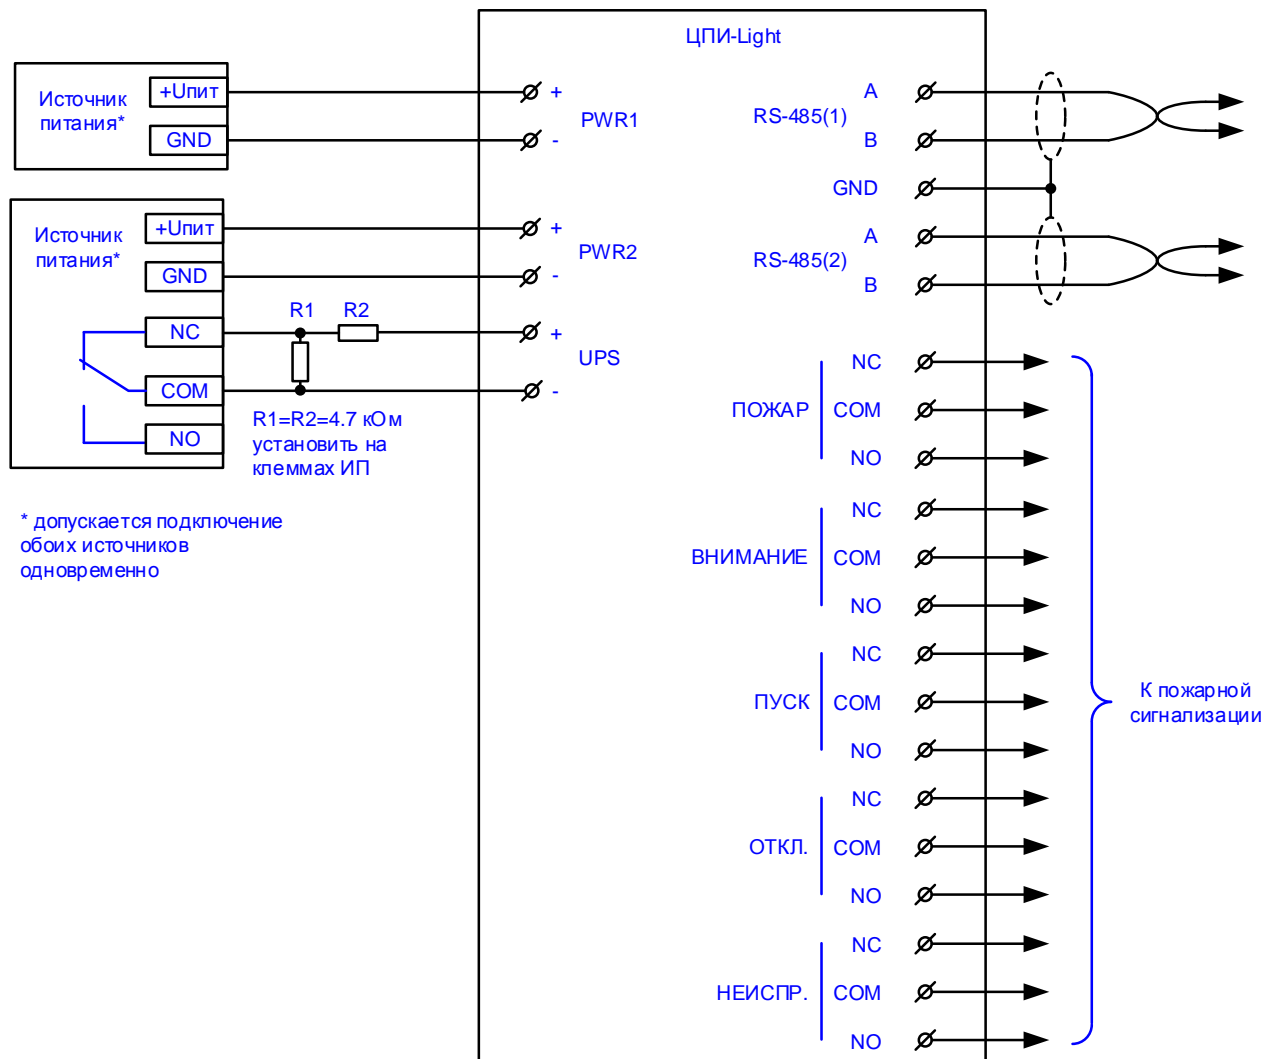 ЦПИ-Light
Источник
питания*
+Uпит
GND
+
PWR1
-
Источник
питания*
+Uпит
GND
+
PWR2
-
NC
COM
NO
R1
R2
+
UPS
-
R1=R2=4.7 кОм
установить на
клеммах ИП
* допускается подключение
обоих источников
одновременно
A
RS-485(1)
B
GND
A
RS-485(2)
B
NC
ПОЖАР
COM
NO
NC
ВНИМАНИЕ
COM
NO
NC
ПУСК
COM
NO
NC
ОТКЛ.
COM
NO
NC
НЕИСПР.
COM
NO
К пожарной
сигнализации